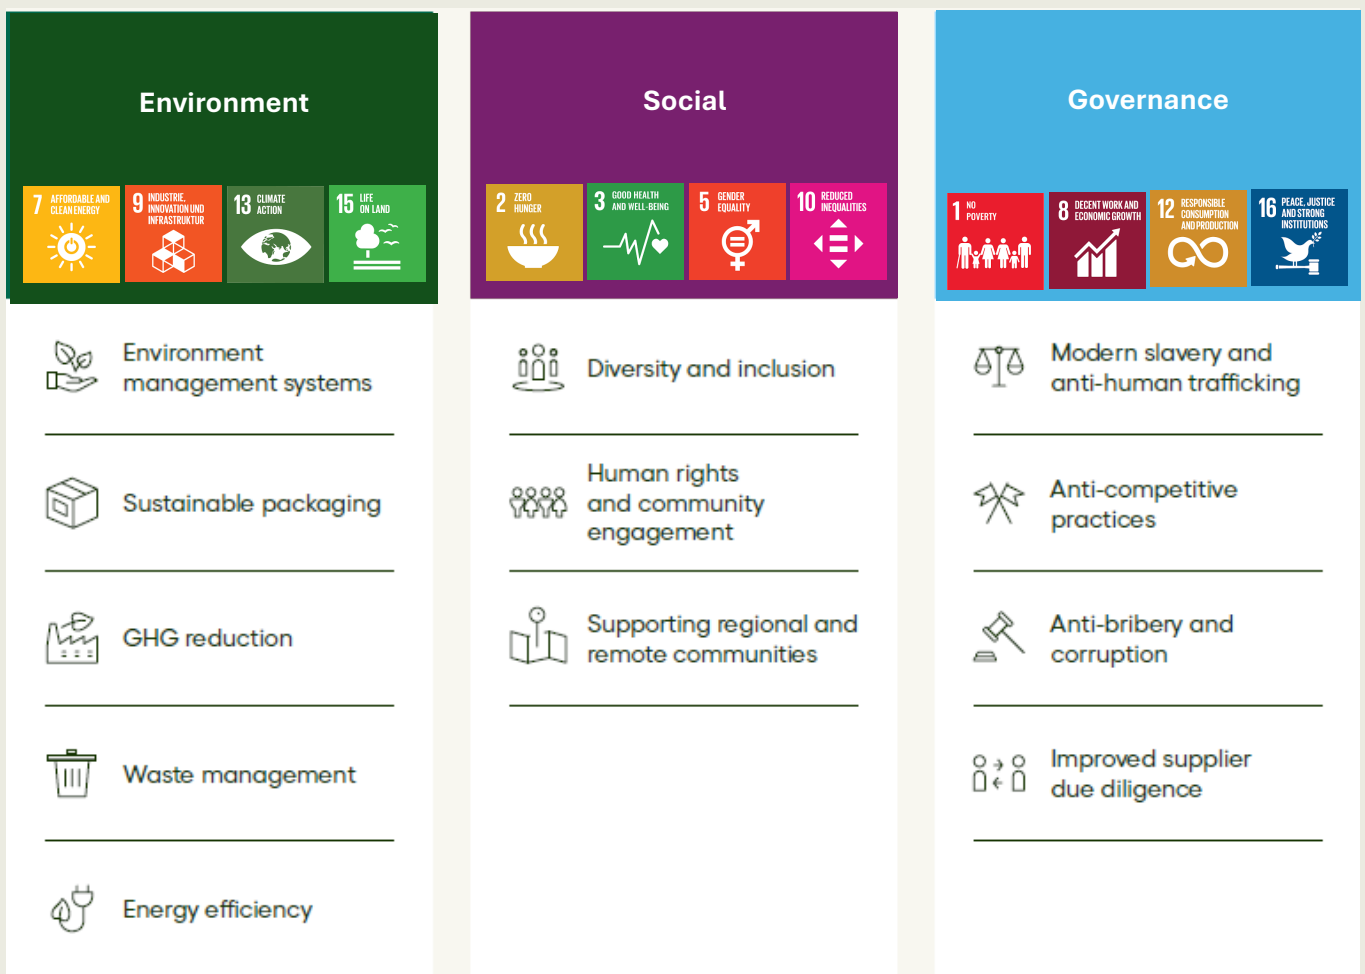 Environment
7 AFFORDABLE AND
CLEAN ENERGY
9 INDUSTRIE,
INNOVATION UND
INFRASTRUKTUR
13 CLIMATE
ACTION
15 LIFE
ON LAND
Environment
management systems
Sustainable packaging
GHG reduction
Waste management
Energy efficiency
Social
2 ZERO
HUNGER
3 GOOD HEALTH
AND WELL-BEING
5 GENDER
EQUALITY
10 REDUCED
INEQUALITIES
Diversity and inclusion
Human rights
and community
engagement
Supporting regional and
remote communities
Governance
1 NO
POVERTY
8 DECENT WORK AND
ECONOMIC GROWTH
12 RESPONSIBLE
CONSUMPTION
AND PRODUCTION
16 PEACE, JUSTICE
AND STRONG
INSTITUTIONS
Modern slavery and
anti-human trafficking
Anti-competitive
practices
Anti-bribery and
corruption
Improved supplier
due diligence